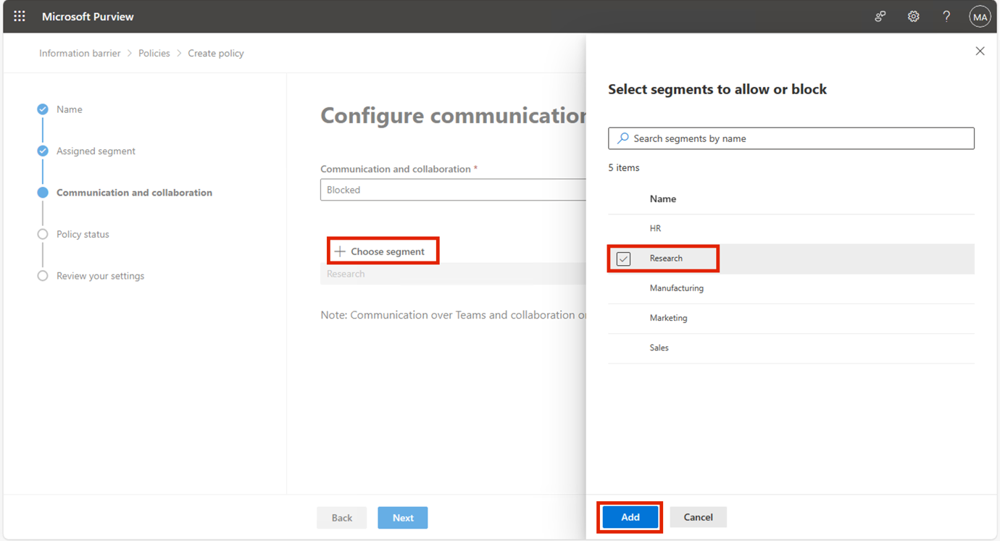 Microsoft Purview
? MA
Information barrier > Policies > Create policy
Name
Assigned segment
Communication and collaboration
Policy status
Review your settings
Configure communication
Communication and collaboration *
Blocked
+ Choose segment
Research
Note: Communication over Teams and collaboration
Back
Next
Select segments to allow or block
Search segments by name
5 items
Name
HR
Research
Manufacturing
Marketing
Sales
Add
Cancel